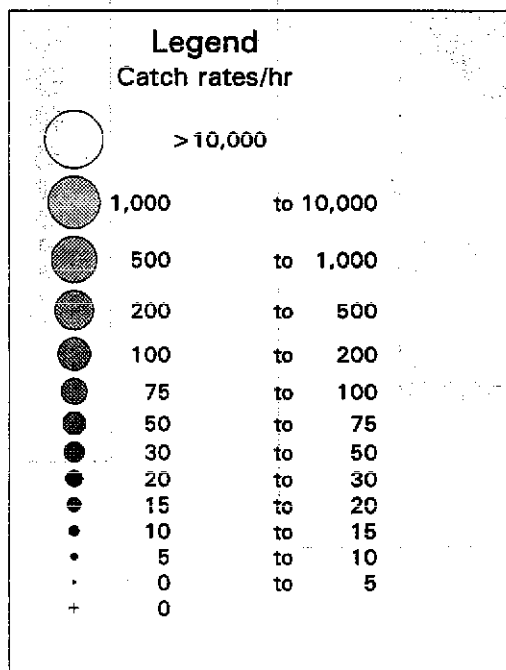 Legend
Catch rates/hr
>10,000
1,000 to 10,000
500 to 1,000
200 to 500
100 to 200
75 to 100
50 to 75
30 to 50
20 to 30
15 to 20
10 to 15
5 to 10
0 to 5
+ 0